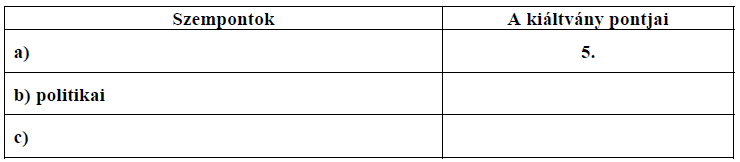 Szempontok A kiáltvány pontjai
a) 5.
b) politikai
c)